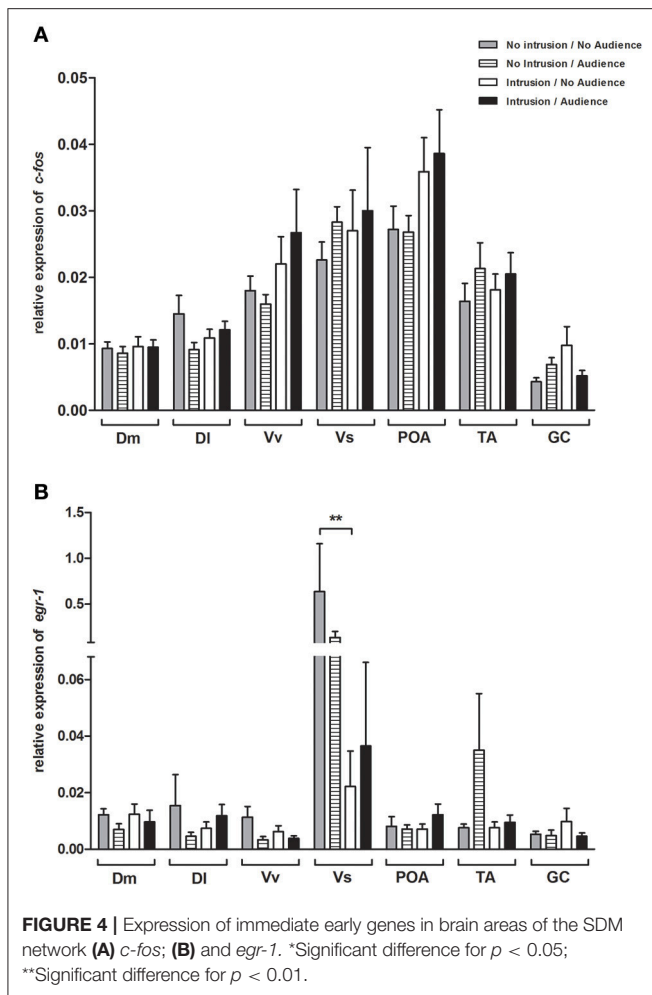 A
No intrusion / No Audience
No Intrusion / Audience
Intrusion / No Audience
Intrusion / Audience
relative expression of c-fos
0.05
0.04
0.03
0.02
0.01
0.00
Dm Dl Vv Vs POA TA GC
B
relative expression of egr-1
1.5
1.0
0.5
0.06
0.04
0.02
0.00
**
Dm Dl Vv Vs POA TA GC
FIGURE 4 | Expression of immediate early genes in brain areas of the SDM
network (A) c-fos; (B) and egr-1. *Significant difference for p < 0.05;
**Significant difference for p < 0.01.